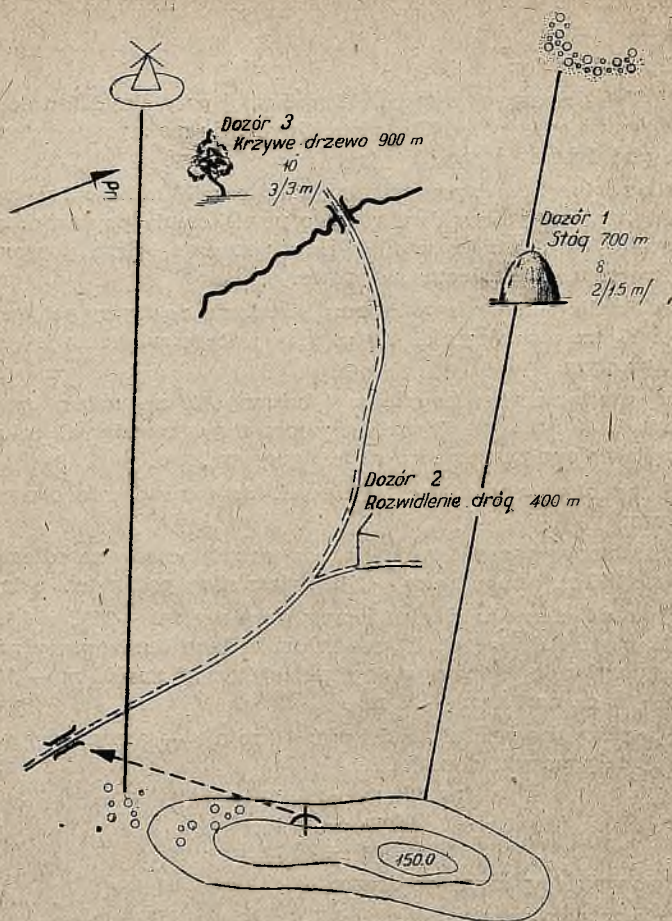 Dozór 3
Krzywe drzewo 900 m
10
3/3 m/
Płn
Dozór 1
Stóg 700 m
8
2/1.5 m/
Dozór 2
Rozwidlenie dróg 400 m
150.0